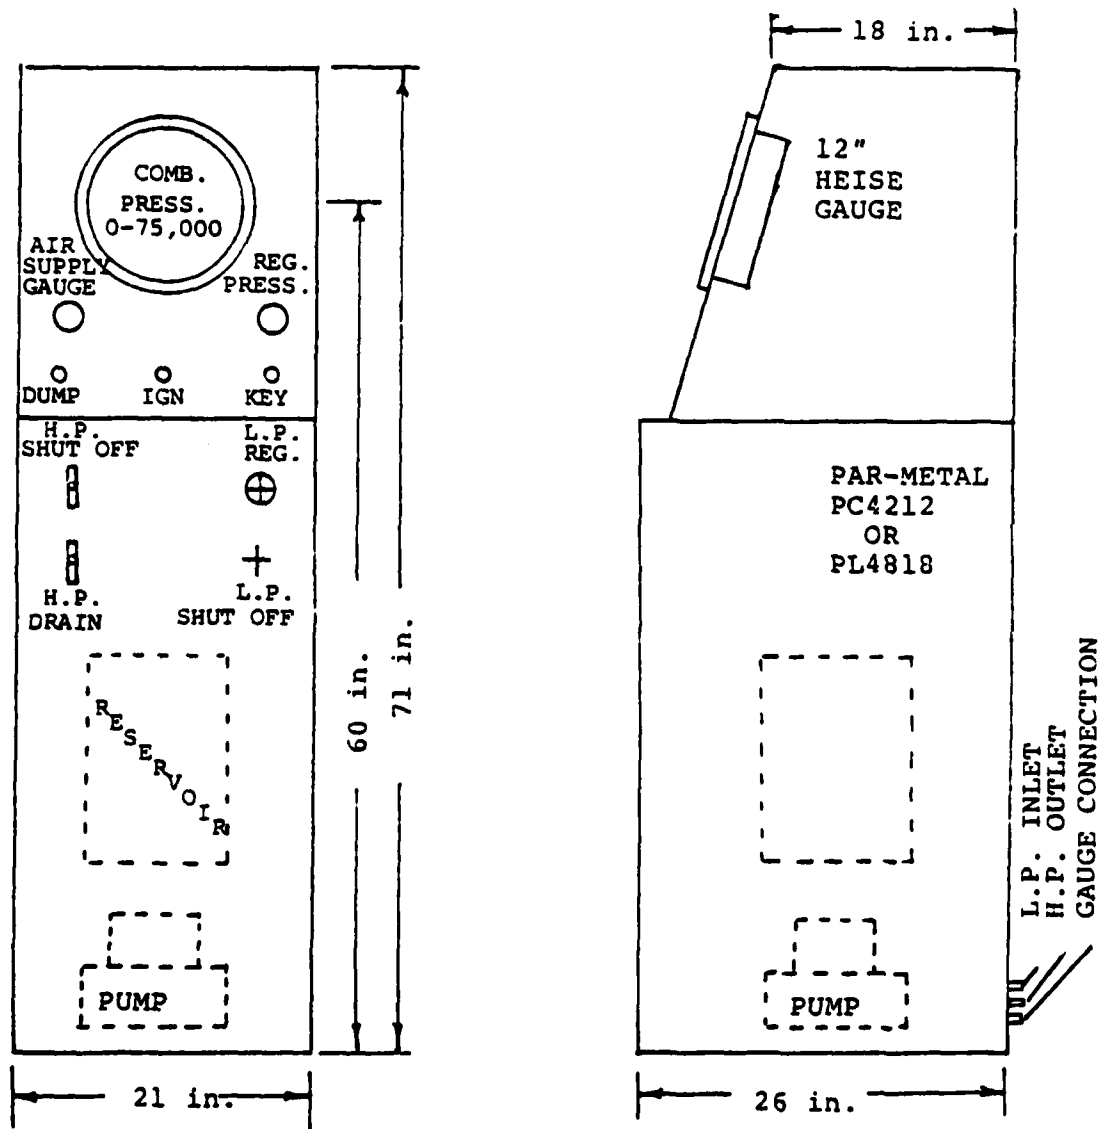 18 in.
COMB.
PRESS.
0-75,000
AIR
SUPPLY
GAUGE
REG.
PRESS.
DUMP
IGN
KEY
H.P.
SHUT OFF
L.P.
REG.
H.P.
DRAIN
L.P.
SHUT OFF
RESERVOIR
PUMP
60 in.
71 in.
21 in.
12"
HEISE
GAUGE
PAR-METAL
PC4212
OR
PL4818
PUMP
L.P. INLET
H.P. OUTLET
GAUGE CONNECTION
26 in.